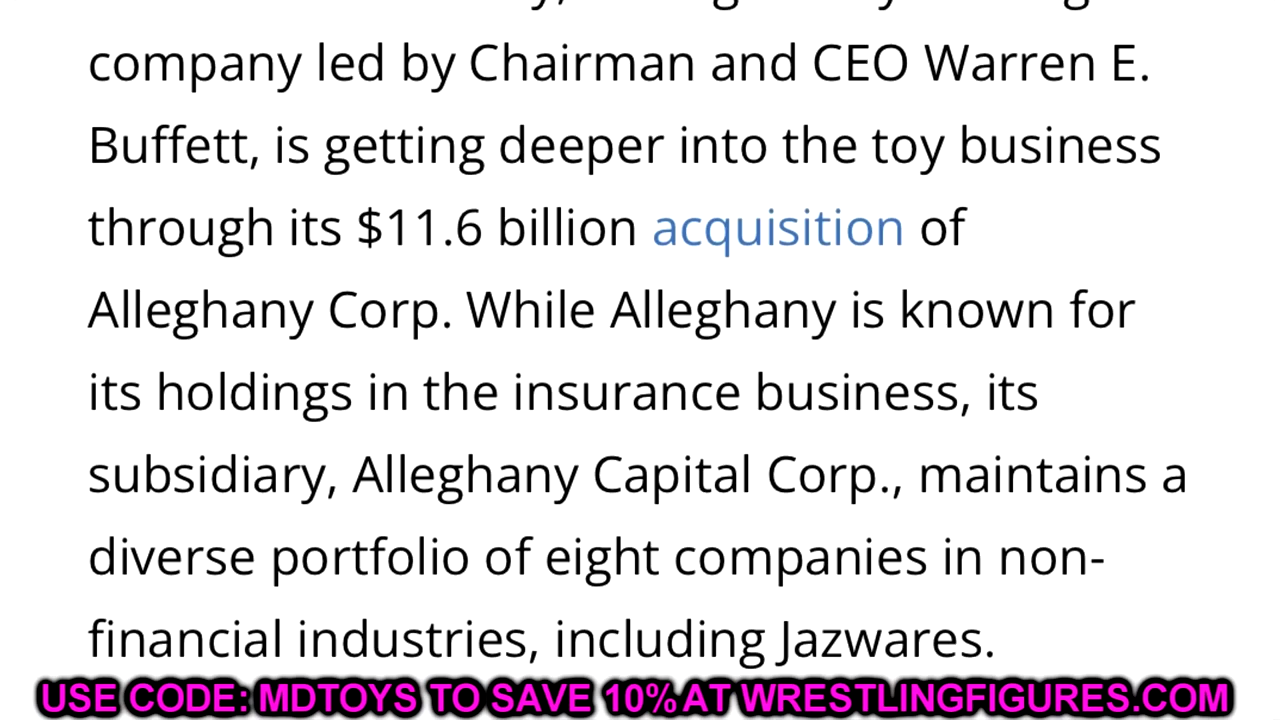 company led by Chairman and CEO Warren E.
Buffett, is getting deeper into the toy business
through its $11.6 billion acquisition of
Alleghany Corp. While Alleghany is known for
its holdings in the insurance business, its
subsidiary, Alleghany Capital Corp., maintains a
diverse portfolio of eight companies in non-
financial industries, including Jazwares.
USE CODE: MDTOYS TO SAVE 10% AT WRESTLINGFIGURES.COM